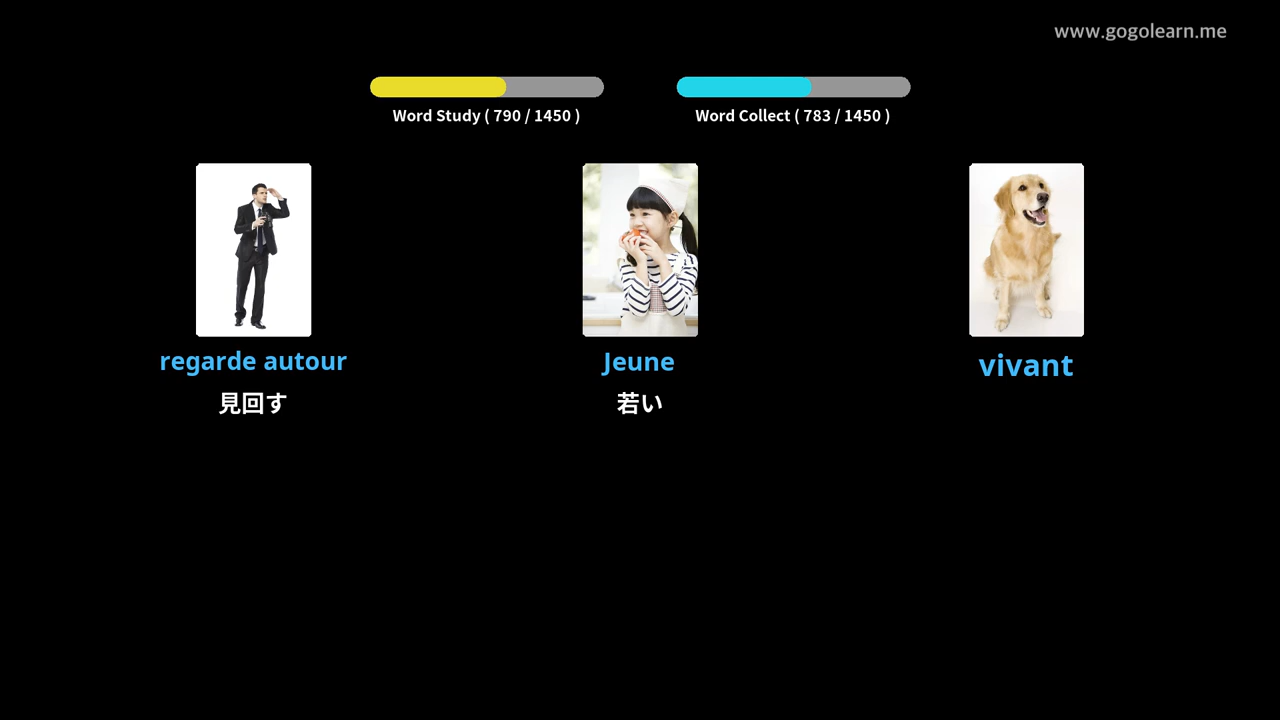 www.gogolearn.me
Word Study ( 790 / 1450 )
Word Collect ( 783 / 1450 )
regarde autour
見回す
Jeune
若い
vivant